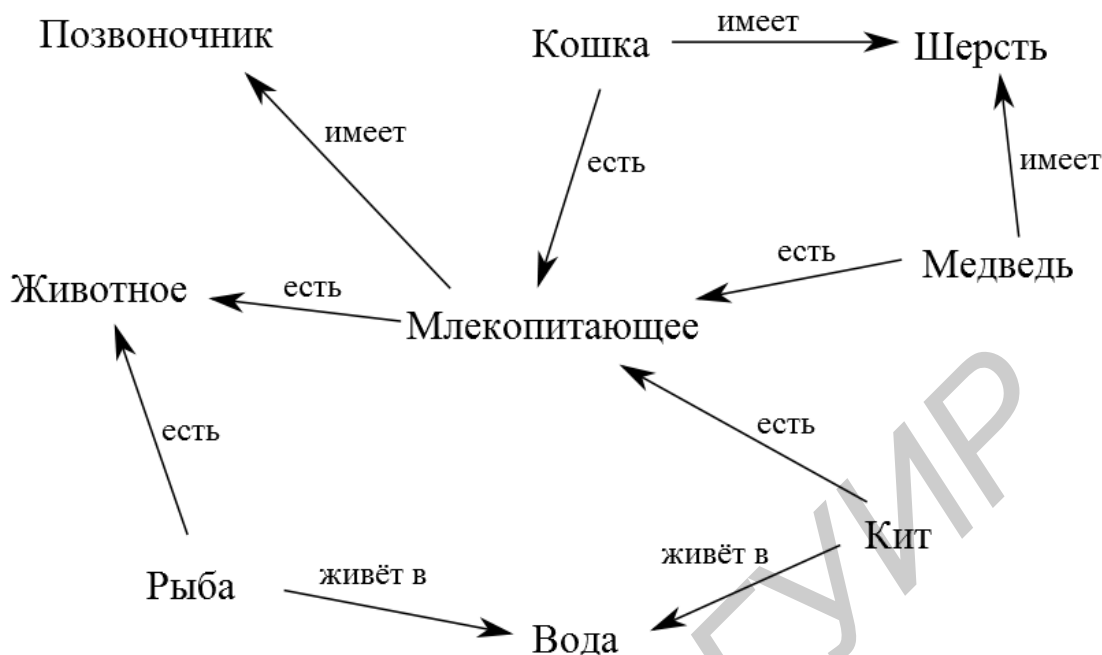 Позвоночник
Кошка
имеет
Шерсть
имеет
есть
имеет
есть
Медведь
Животное
есть
Млекопитающее
есть
есть
Кит
Рыба
живёт в
живёт в
Вода
ГУИР